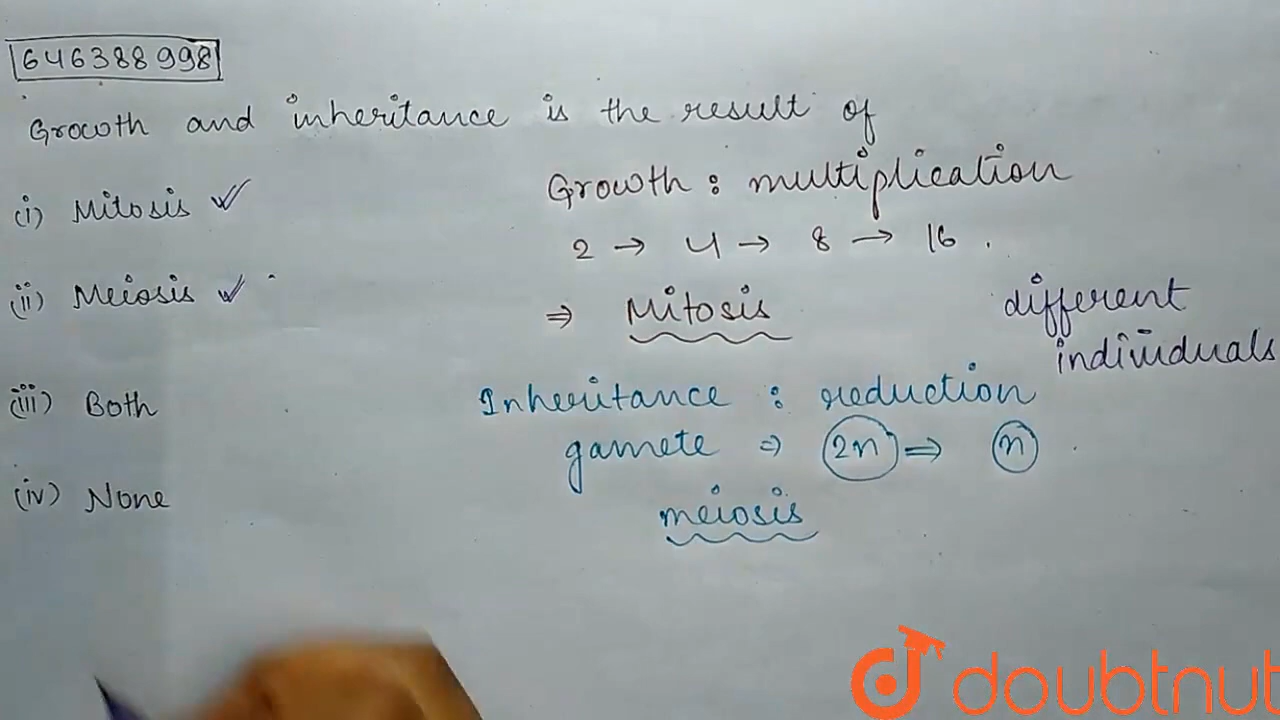 646388998
Growth and inheritance is the result of
(i) Mitosis
(ii) Meiosis
(iii) Both
(iv) None
Growth : multiplication
2 → 4 → 8 → 16 .
⇒ Mitosis
different
individuals
Inheritance : reduction
gamete ⇒ 2n ⇒ n
meiosis
doubtnut